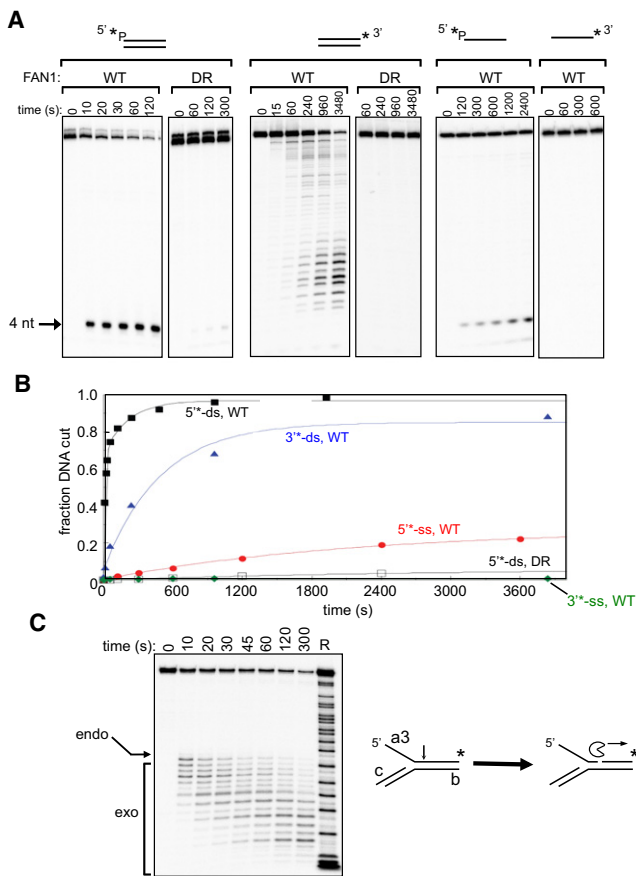 A
5' *P
* 3'
5' *P
* 3'
FAN1: WT DR WT DR WT WT
time (s): 0 10 20 30 60 120 0 60 120 300 0 15 60 240 960 3480 60 240 960 3480 0 120 300 600 1200 2400 0 60 300 600
4 nt
B
fraction DNA cut
1.0
0.8
0.6
0.4
0.2
0
5'*-ds, WT
3'*-ds, WT
5'*-ss, WT
5'*-ds, DR
0 600 1200 1800 2400 3000 3600
time (s)
3'*-ss, WT
C
time (s): 0 10 20 30 45 60 120 300 R
endo
exo
5' a3 * c b
5' *